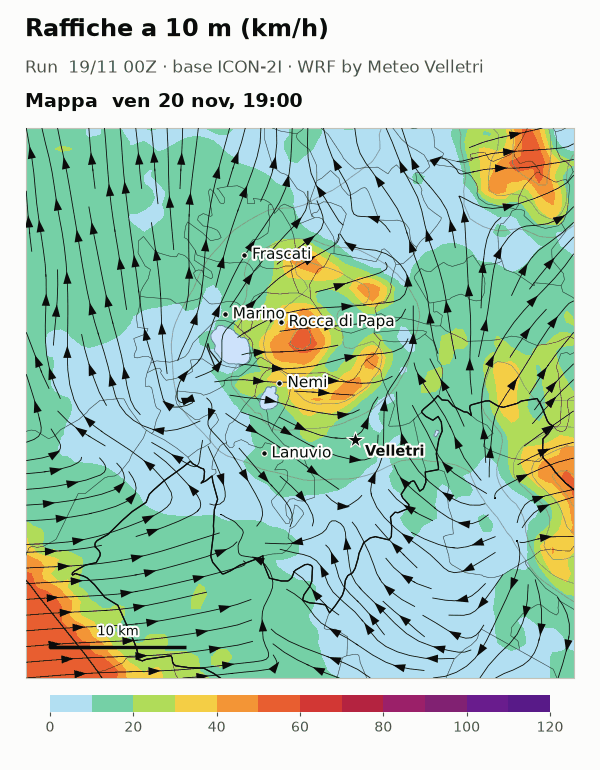 Raffiche a 10 m (km/h)
Run  19/11 00Z · base ICON-2I · WRF by Meteo Velletri
Mappa  ven 20 nov, 19:00
Frascati
Marino
Rocca di Papa
Nemi
Velletri
Lanuvio
10 km
0 20 40 60 80 100 120